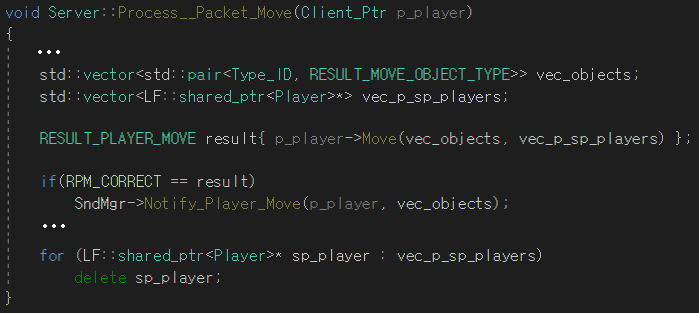 void Server::Process__Packet_Move(Client_Ptr p_player)
{
...
std::vector<std::pair<Type_ID, RESULT_MOVE_OBJECT_TYPE>> vec_objects;
std::vector<LF::shared_ptr<Player>*> vec_p_sp_players;
RESULT_PLAYER_MOVE result{ p_player->Move(vec_objects, vec_p_sp_players) };
if(RPM_CORRECT == result)
SndMgr->Notify_Player_Move(p_player, vec_objects);
...
for (LF::shared_ptr<Player>* sp_player : vec_p_sp_players)
delete sp_player;
}